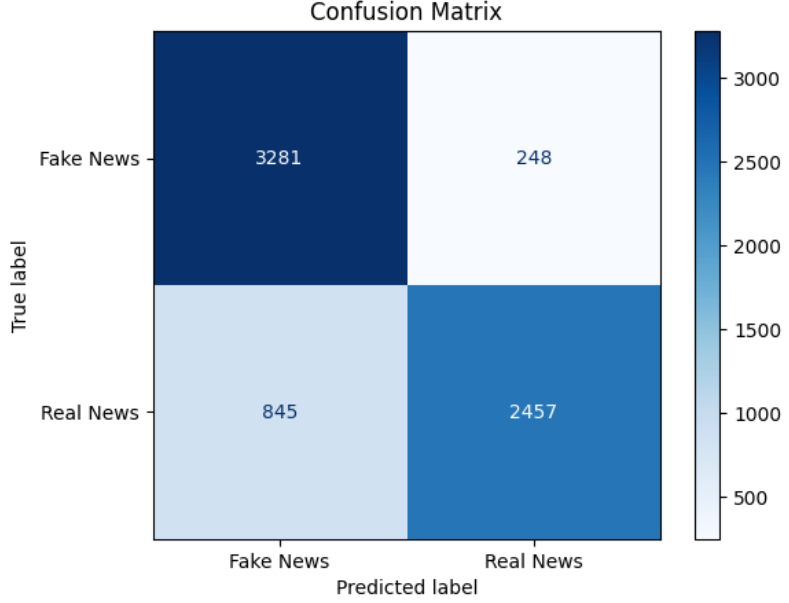 Confusion Matrix
Fake News
3281
248
Real News
845
2457
True label
Fake News
Real News
Predicted label
3000
2500
2000
1500
1000
500